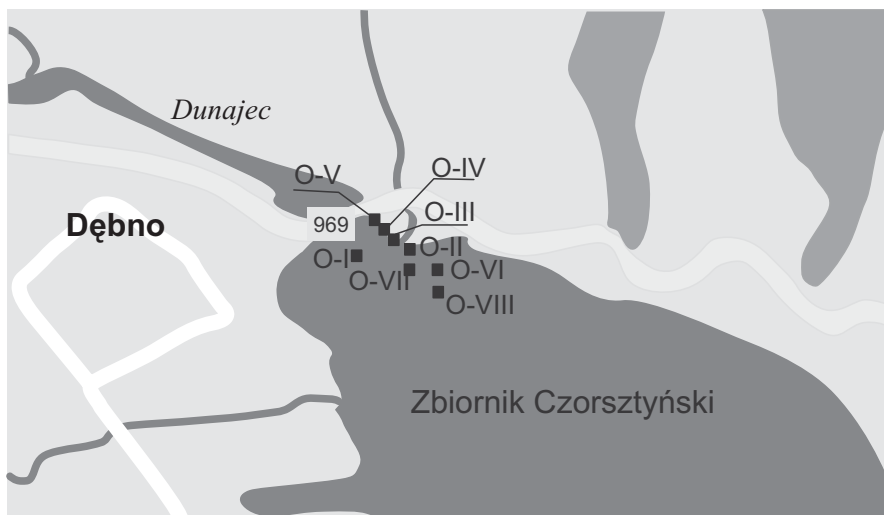 Dunajec
O-V
O-IV
O-III
Dębno
969
O-II
O-I
O-VII
O-VI
O-VIII
Zbiornik Czorsztyński